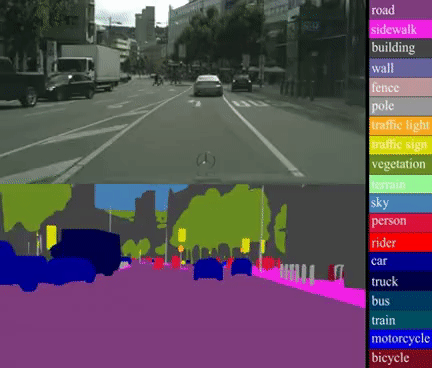 road
sidewalk
building
wall
fence
pole
traffic light
traffic sign
vegetation
terrain
sky
person
rider
car
truck
bus
train
motorcycle
bicycle